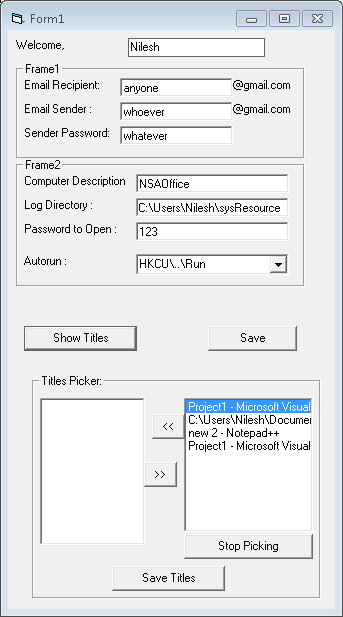 Form1
Welcome, Nilesh
Frame1
Email Recipient: anyone @gmail.com
Email Sender : whoever @gmail.com
Sender Password: whatever
Frame2
Computer Description NSAOffice
Log Directory : C:\Users\Nilesh\sysResource
Password to Open : 123
Autorun : HKCU\..\Run
Show Titles Save
Titles Picker:
Project1 - Microsoft Visual
<< C:\Users\Nilesh\Documen
new 2 - Notepad++
Project1 - Microsoft Visual
>>
Stop Picking
Save Titles